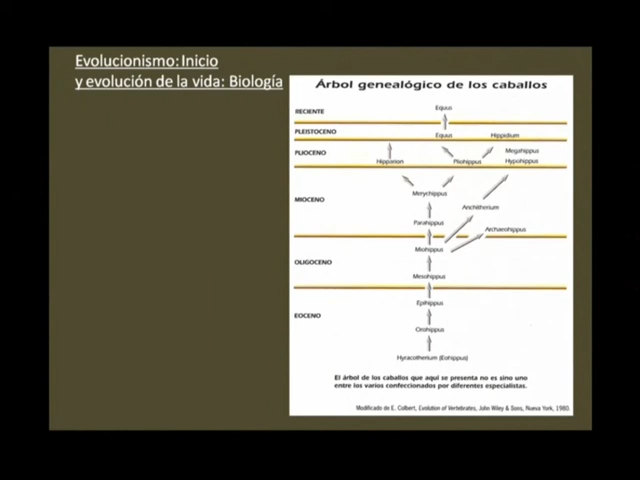 Evolucionismo: Inicio
y evolución de la vida: Biología
Árbol genealógico de los caballos
RECIENTE
Equus
PLEISTOCENO
Equus
Hippidium
PLIOCENO
Hipparion
Pliohippus
Megahippus
Hypohippus
MIOCENO
Merychippus
Anchitherium
Parahippus
Archaeohippus
OLIGOCENO
Miohippus
Mesohippus
EOCENO
Epihippus
Orohippus
Hyracotherium (Eohippus)
El árbol de los caballos que aquí se presenta no es sino uno
entre los varios confeccionados por diferentes especialistas.
Modificado de E. Colbert, Evolution of Vertebrates, John Wiley & Sons, Nueva York, 1980.